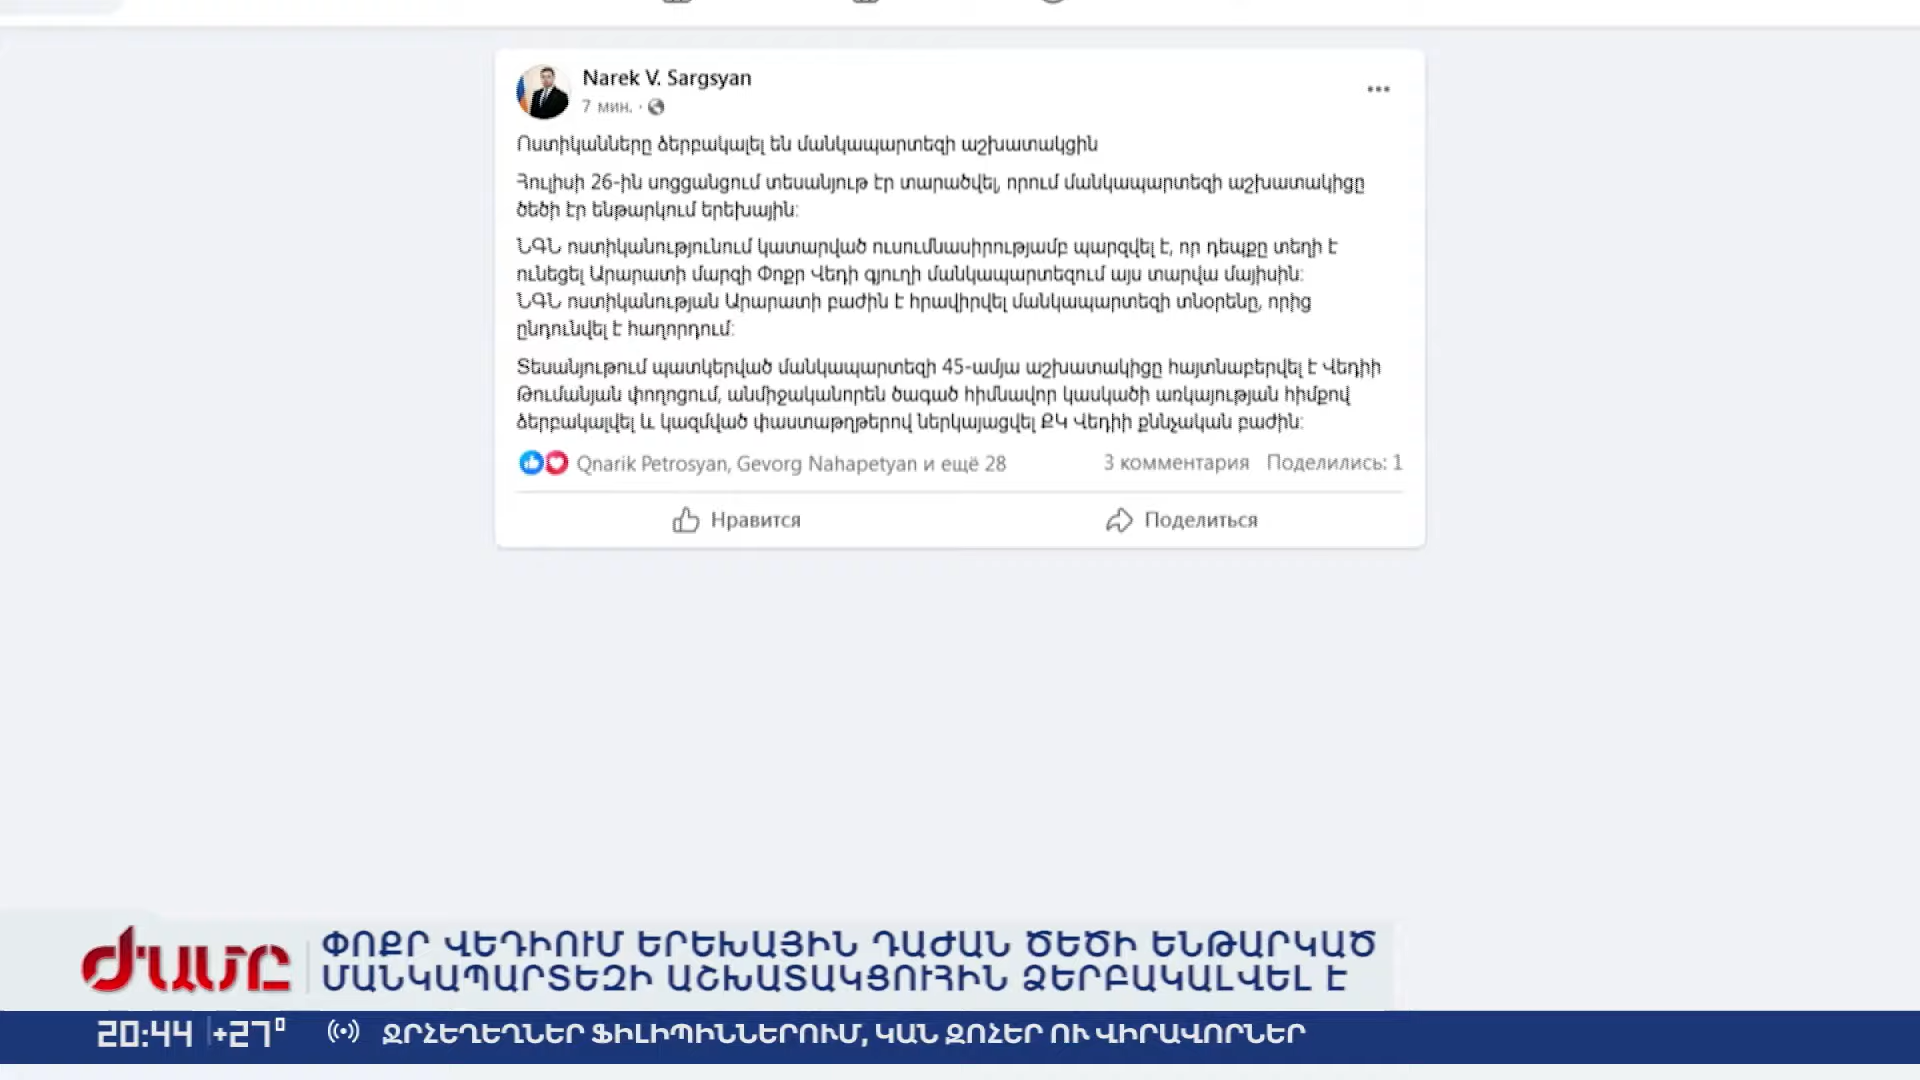 Narek V. Sargsyan
7 мин. ·
Ոստիկանները ձերբակալել են մանկապարտեզի աշխատակցին
Հուլիսի 26-ին սոցցանցում տեսանյութ էր տարածվել, որում մանկապարտեզի աշխատակիցը
ծեծի էր ենթարկում երեխային:
ՆԳՆ ոստիկանությունում կատարված ուսումնասիրությամբ պարզվել է, որ դեպքը տեղի է
ունեցել Արարատի մարզի Փոքր Վեդի գյուղի մանկապարտեզում այս տարվա մայիսին:
ՆԳՆ ոստիկանության Արարատի բաժին է հրավիրվել մանկապարտեզի տնօրենը, որից
ընդունվել է հաղորդում:
Տեսանյութում պատկերված մանկապարտեզի 45-ամյա աշխատակիցը հայտնաբերվել է Վեդիի
Թումանյան փողոցում, անմիջականորեն ծագած հիմնավոր կասկածի առկայության հիմքով
ձերբակալվել և կազմված փաստաթղթերով ներկայացվել ՔԿ Վեդիի քննչական բաժին:
Qnarik Petrosyan, Gevorg Nahapetyan и ещё 28 3 комментария Поделились: 1
Нравится Поделиться
ԺԱՄԸ
ՓՈՔՐ ՎԵԴԻՈՒՄ ԵՐԵԽԱՅԻՆ ԴԱԺԱՆ ԾԵԾԻ ԵՆԹԱՐԿԱԾ
ՄԱՆԿԱՊԱՐՏԵԶԻ ԱՇԽԱՏԱԿՑՈՒՀԻՆ ՁԵՐԲԱԿԱԼՎԵԼ Է
20:44 +27° ՋՐՀԵՂԵՂՆԵՐ ՖԻԼԻՊԻՆՆԵՐՈՒՄ, ԿԱՆ ԶՈՀԵՐ ՈՒ ՎԻՐԱՎՈՐՆԵՐ